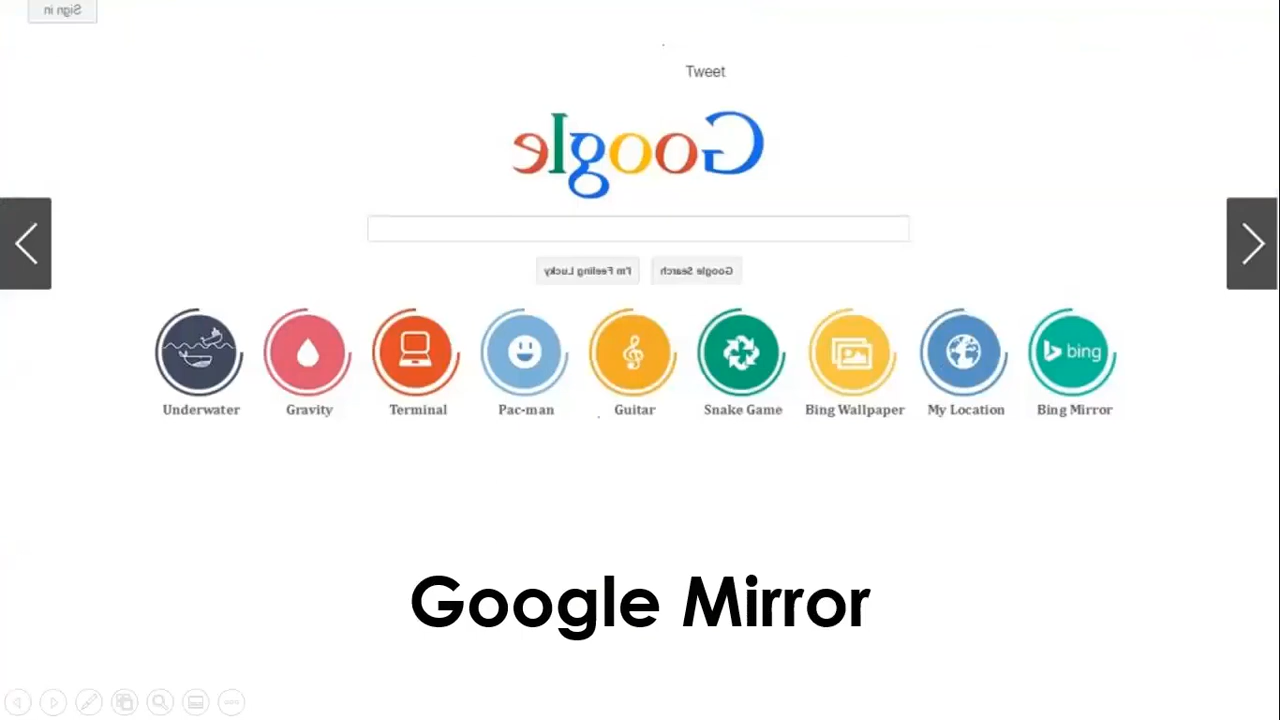 Sign in
Tweet
Google
I'm Feeling Lucky Google Search
bing
Underwater Gravity Terminal Pac-man Guitar Snake Game Bing Wallpaper My Location Bing Mirror
Google Mirror